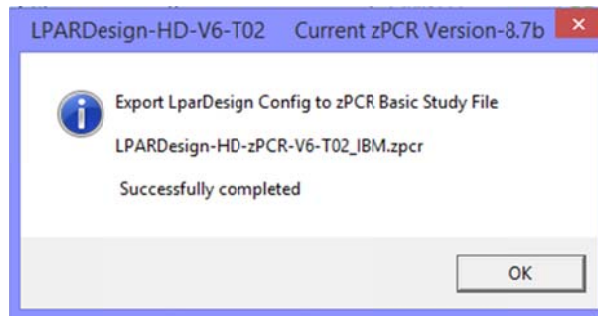 LPARDesign-HD-V6-T02 Current zPCR Version-8.7b
Export LparDesign Config to zPCR Basic Study File
LPARDesign-HD-zPCR-V6-T02_IBM.zpcr
Successfully completed
OK